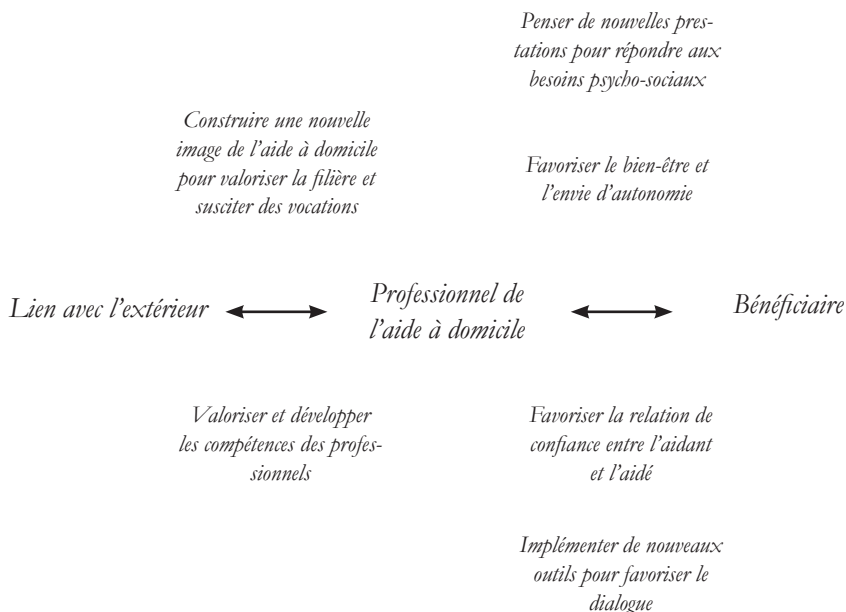 Penser de nouvelles pres-
tations pour répondre aux
besoins psycho-sociaux
Construire une nouvelle
image de l'aide à domicile
pour valoriser la filière et
susciter des vocations
Favoriser le bien-être et
l'envie d'autonomie
Lien avec l'extérieur
Professionnel de
l'aide à domicile
Bénéficiaire
Valoriser et développer
les compétences des profes-
sionnels
Favoriser la relation de
confiance entre l'aidant
et l'aidé
Implémenter de nouveaux
outils pour favoriser le
dialogue